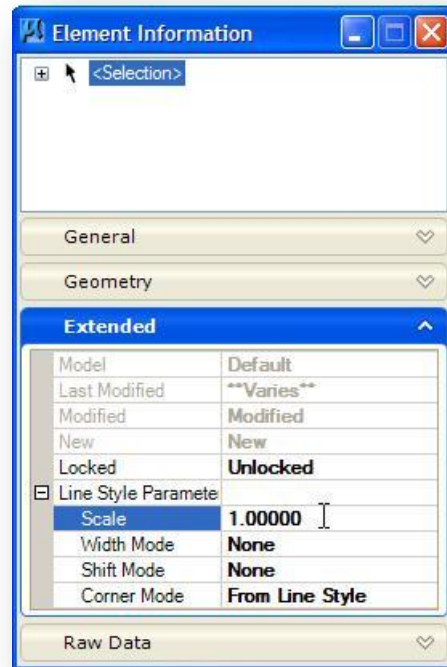 Element Information
<Selection>
General
Geometry
Extended
Model Default
Last Modified **Varies**
Modified Modified
New New
Locked Unlocked
Line Style Paramete
Scale 1.00000
Width Mode None
Shift Mode None
Corner Mode From Line Style
Raw Data